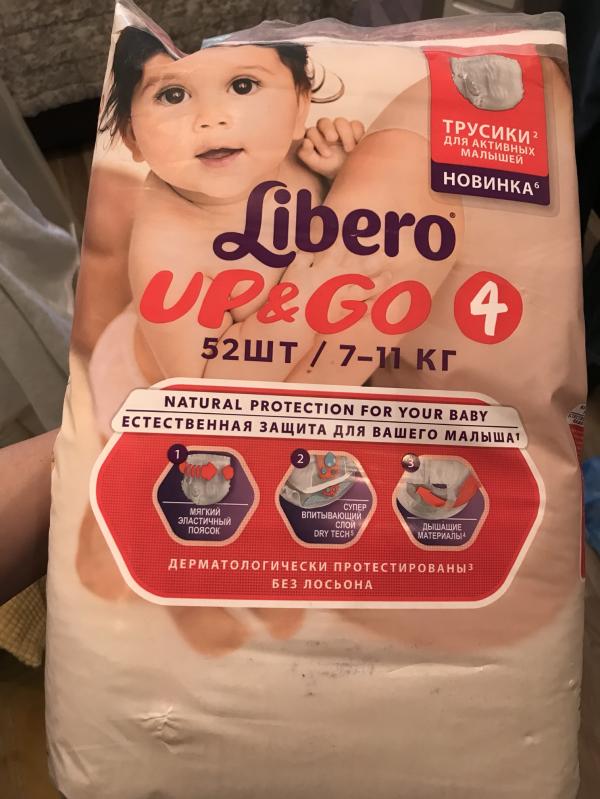 ТРУСИКИ²
ДЛЯ АКТИВНЫХ
МАЛЫШЕЙ
НОВИНКА⁶
Libero®
UP&GO 4
52ШТ / 7–11 КГ
NATURAL PROTECTION FOR YOUR BABY
ЕСТЕСТВЕННАЯ ЗАЩИТА ДЛЯ ВАШЕГО МАЛЫША¹
1
МЯГКИЙ
ЭЛАСТИЧНЫЙ
ПОЯСОК
2
СУПЕР
ВПИТЫВАЮЩИЙ
СЛОЙ
DRY TECH⁵
3
ДЫШАЩИЕ
МАТЕРИАЛЫ⁴
ДЕРМАТОЛОГИЧЕСКИ ПРОТЕСТИРОВАНЫ³
БЕЗ ЛОСЬОНА